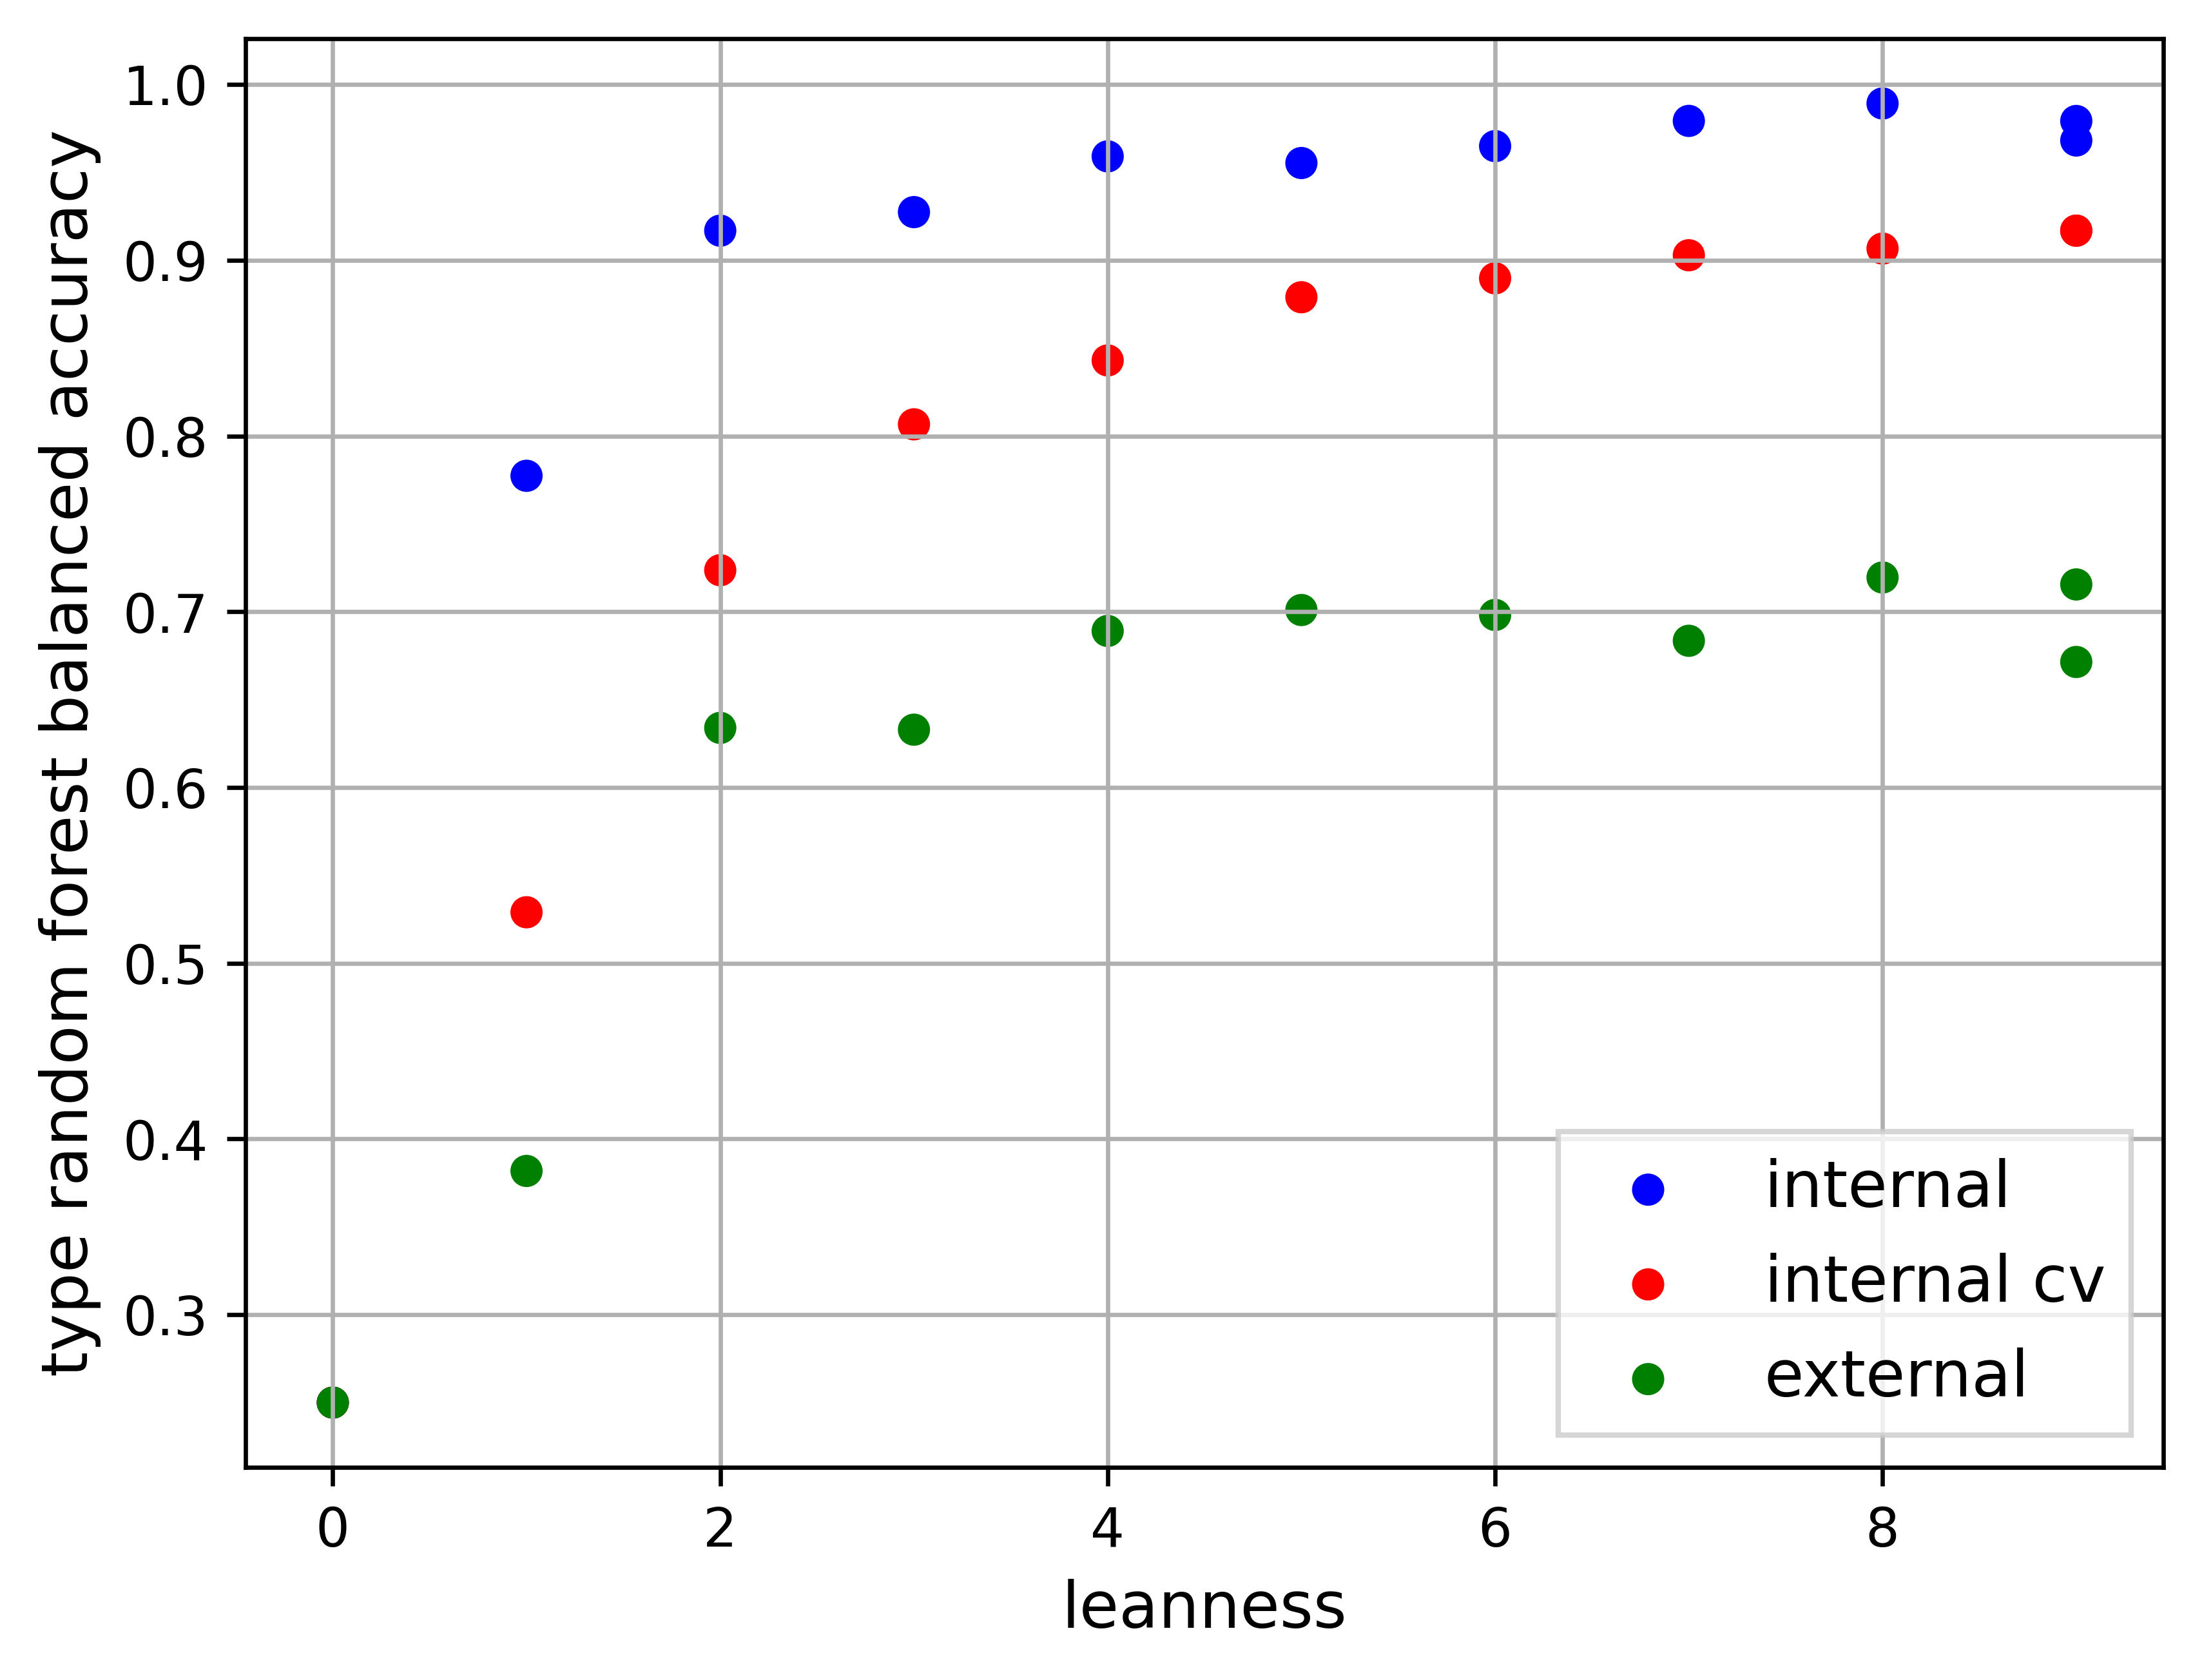 type random forest balanced accuracy
1.0
0.9
0.8
0.7
0.6
0.5
0.4
0.3
internal
internal cv
external
0 2 4 6 8
leanness